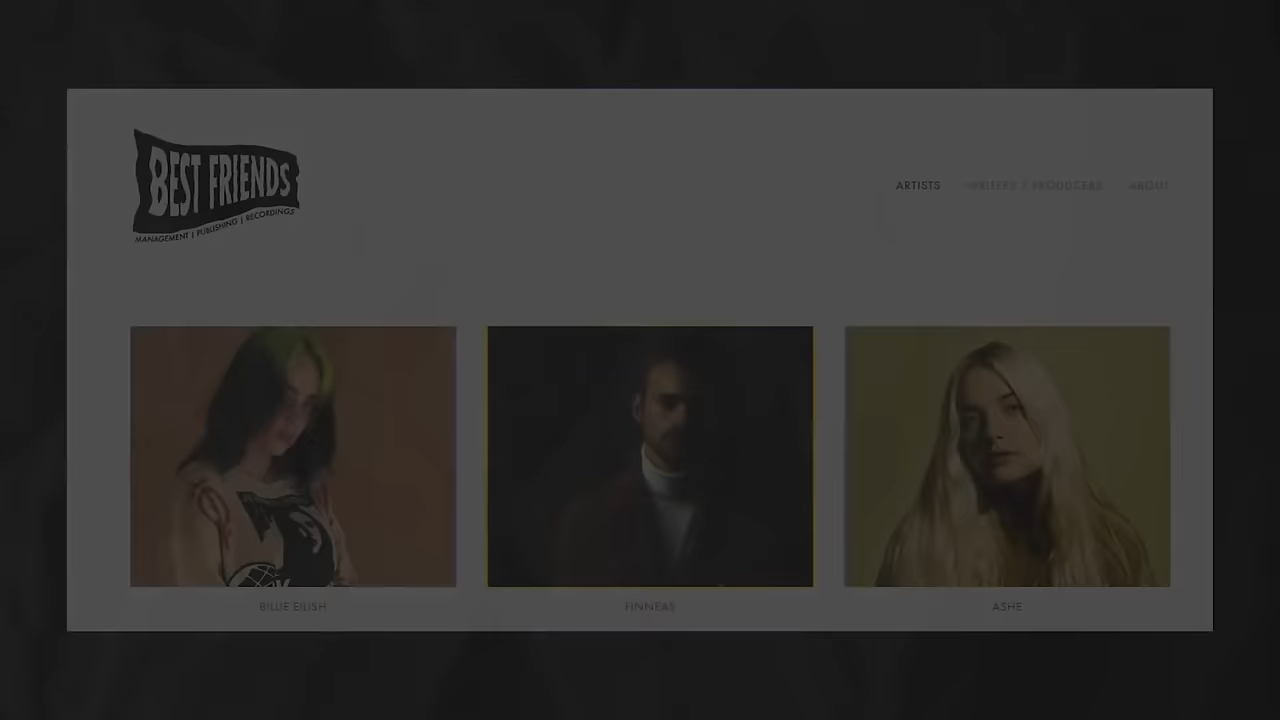 BEST FRIENDS
MANAGEMENT | PUBLISHING | RECORDINGS
ARTISTS WRITERS / PRODUCERS ABOUT
BILLIE EILISH FINNEAS ASHE